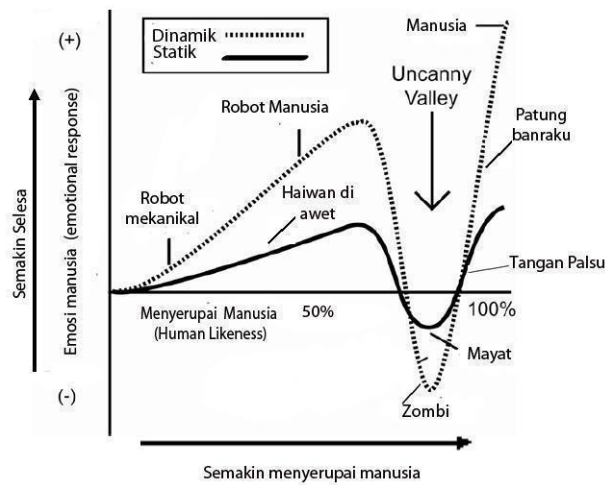 (+)
Dinamik
Statik
Manusia
Uncanny
Valley
Patung
banraku
Robot Manusia
Robot
mekanikal
Haiwan di
awet
Semakin Selesa
Emosi manusia (emotional response)
Tangan Palsu
Menyerupai Manusia
(Human Likeness)
50%
100%
Mayat
(-)
Zombi
Semakin menyerupai manusia